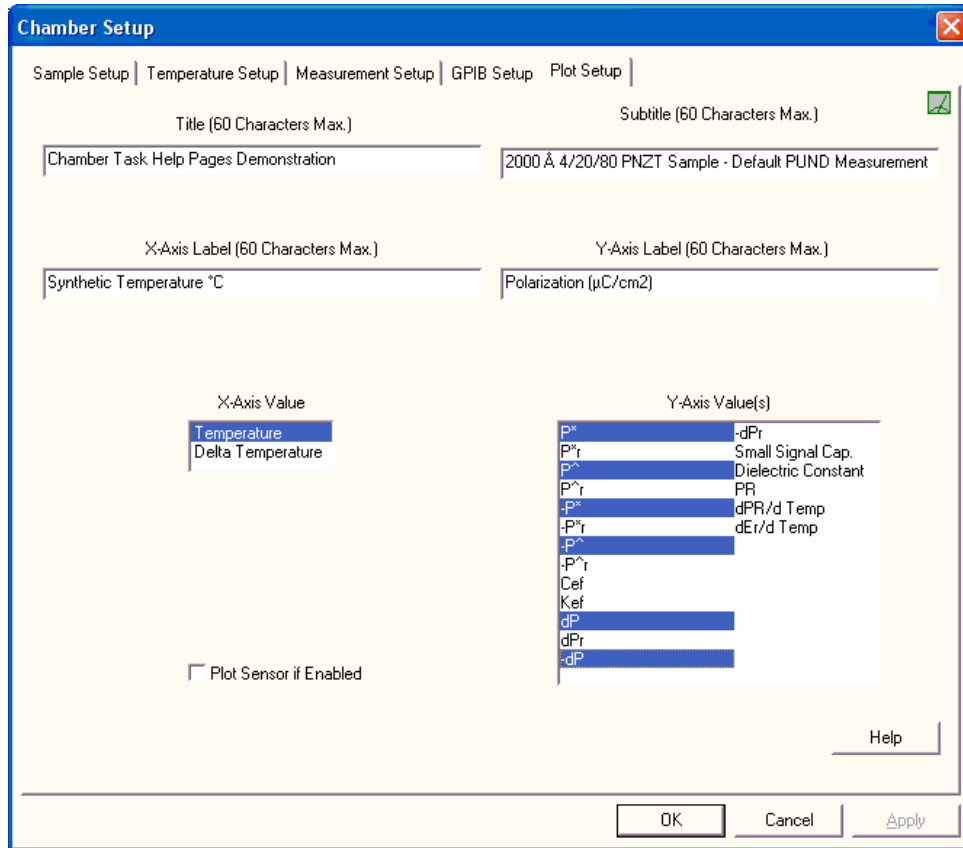 Chamber Setup
Sample Setup Temperature Setup Measurement Setup GPIB Setup Plot Setup
Title (60 Characters Max.)
Subtitle (60 Characters Max.)
Chamber Task Help Pages Demonstration
2000 Å 4/20/80 PNZT Sample - Default PUND Measurement
X-Axis Label (60 Characters Max.)
Y-Axis Label (60 Characters Max.)
Synthetic Temperature °C
Polarization (µC/cm2)
X-Axis Value
Temperature
Delta Temperature
Y-Axis Value(s)
P*
P*r
P^
P^r
-P*
-P*r
-P^
-P^r
Cef
Kef
dP
dPr
-dP
-dPr
Small Signal Cap.
Dielectric Constant
PR
dPR/d Temp
dEr/d Temp
Plot Sensor if Enabled
Help
OK Cancel Apply